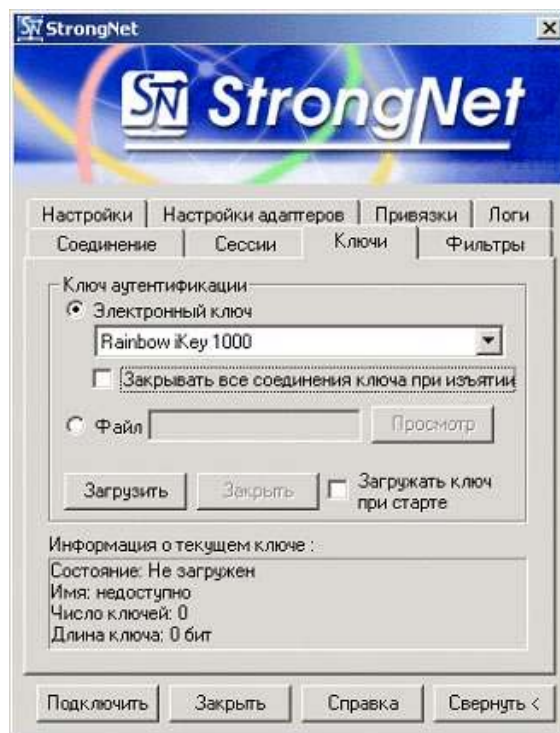 StrongNet
SN StrongNet
Настройки Настройки адаптеров Привязки Логи
Соединение Сессии Ключи Фильтры
Ключ аутентификации
Электронный ключ
Rainbow iKey 1000
Закрывать все соединения ключа при изъятии
Файл Просмотр
Загрузить Закрыть Загружать ключ
при старте
Информация о текущем ключе :
Состояние: Не загружен
Имя: недоступно
Число ключей: 0
Длина ключа: 0 бит
Подключить Закрыть Справка Свернуть <